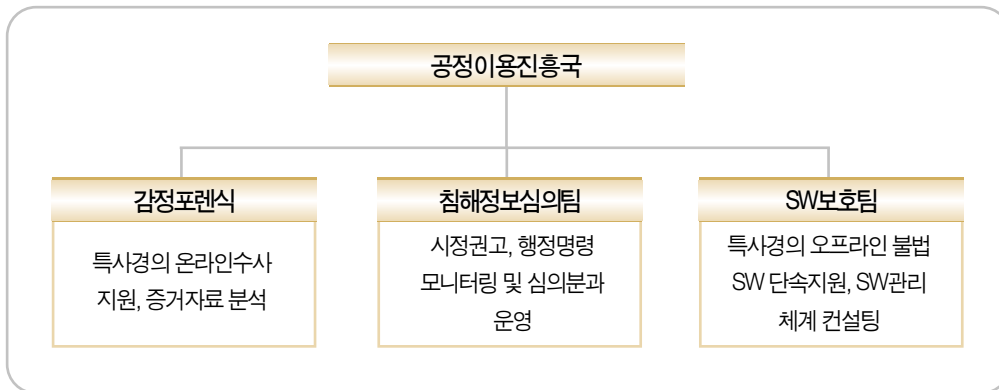 공정이용진흥국
감정포렌식
특사경의 온라인수사
지원, 증거자료 분석
침해정보심의팀
시정권고, 행정명령
모니터링 및 심의분과
운영
SW보호팀
특사경의 오프라인 불법
SW 단속지원, SW관리
체계 컨설팅